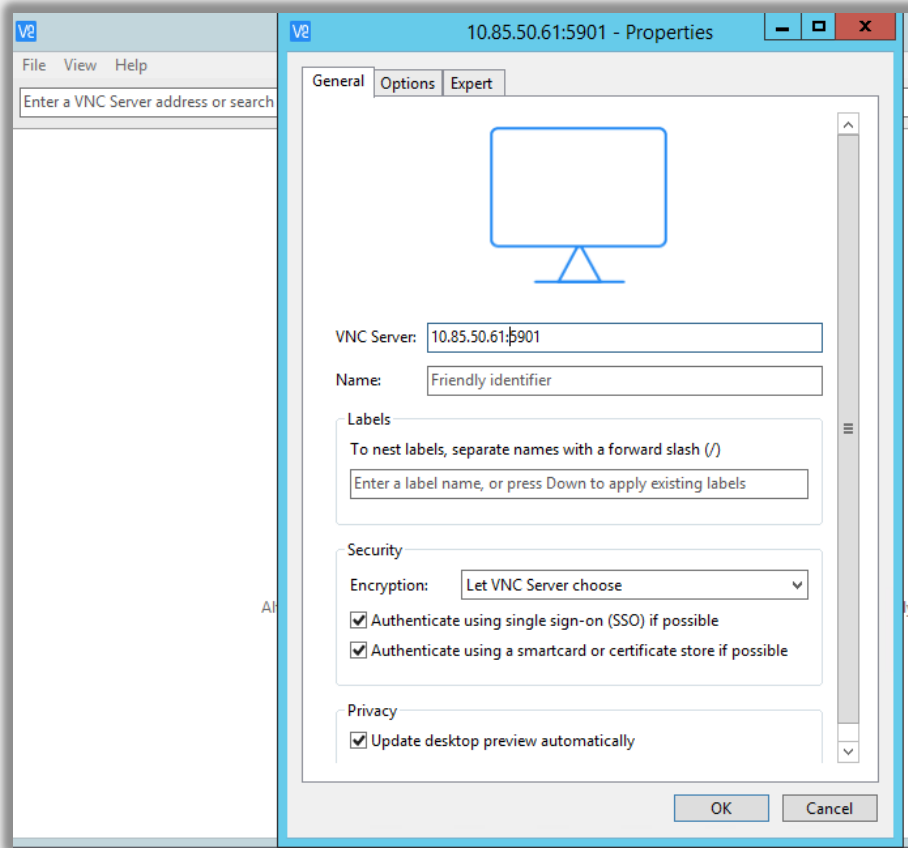 V2
10.85.50.61:5901 - Properties
File View Help
Enter a VNC Server address or search
General Options Expert
VNC Server: 10.85.50.61:5901
Name: Friendly identifier
Labels
To nest labels, separate names with a forward slash (/)
Enter a label name, or press Down to apply existing labels
Security
Encryption: Let VNC Server choose
Authenticate using single sign-on (SSO) if possible
Authenticate using a smartcard or certificate store if possible
Privacy
Update desktop preview automatically
OK Cancel